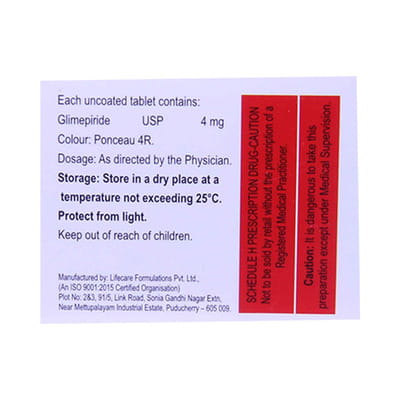 Each uncoated tablet contains:
Glimepiride USP 4 mg
Colour: Ponceau 4R.
Dosage: As directed by the Physician.
Storage: Store in a dry place at a
temperature not exceeding 25°C.
Protect from light.
Keep out of reach of children.
Manufactured by: Lifecare Formulations Pvt. Ltd.,
(An ISO 9001:2015 Certified Organisation)
Plot No: 2&3, 91/5, Link Road, Sonia Gandhi Nagar Extn,
Near Mettupalayam Industrial Estate, Puducherry – 605 009.
SCHEDULE H PRESCRIPTION DRUG-CAUTION
Not to be sold by retail without the prescription of a
Registered Medical Practitioner.
Caution: It is dangerous to take this
preparation except under Medical Supervision.